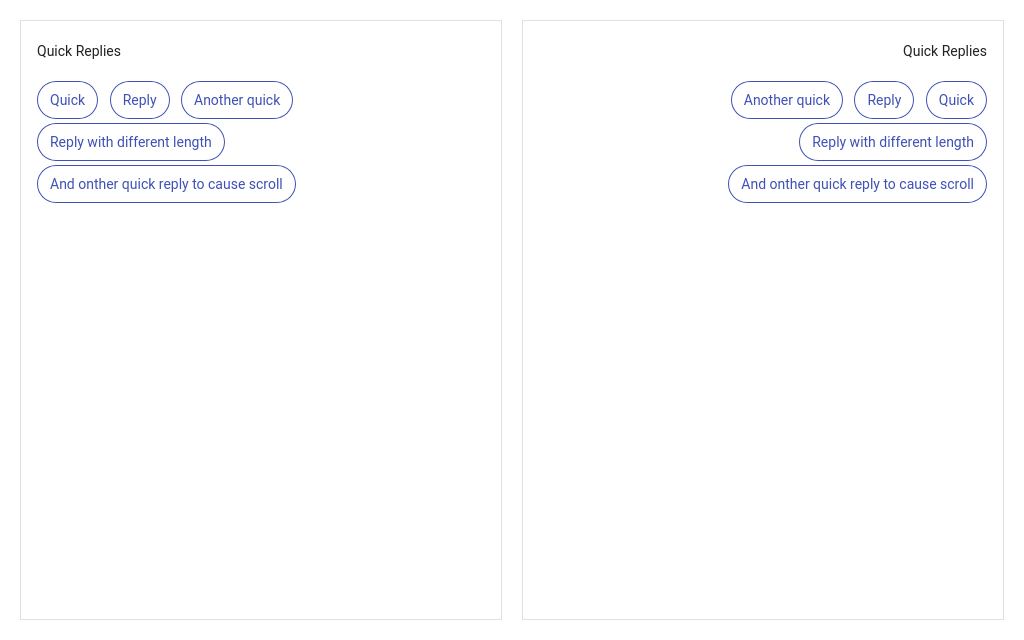 Quick Replies
Quick Reply Another quick
Reply with different length
And onther quick reply to cause scroll
Quick Replies
Another quick Reply Quick
Reply with different length
And onther quick reply to cause scroll